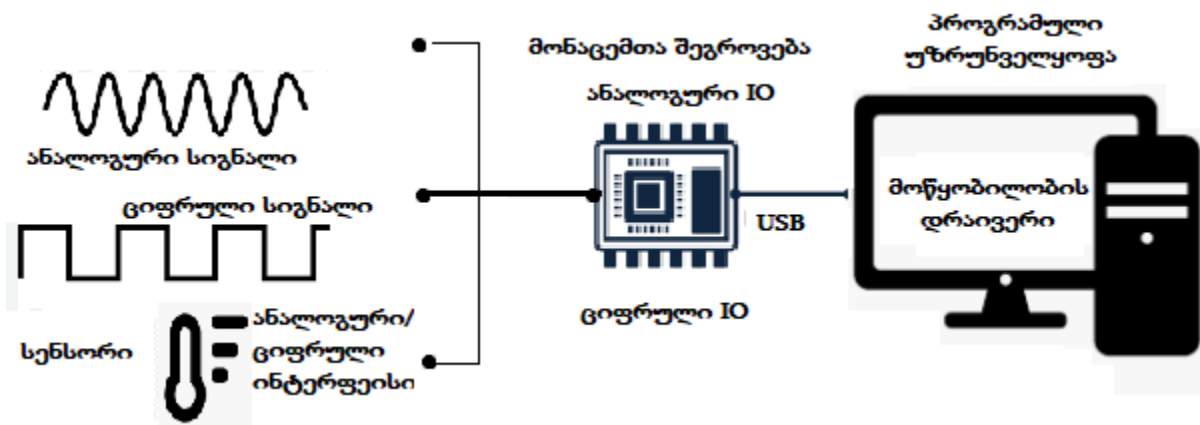 ანალოგური სიგნალი
ციფრული სიგნალი
სენსორი
ანალოგური/
ციფრული
ინტერფეისი
მონაცემთა შეგროვება
ანალოგური IO
USB
ციფრული IO
პროგრამული
უზრუნველყოფა
მოწყობილობის
დრაივერი